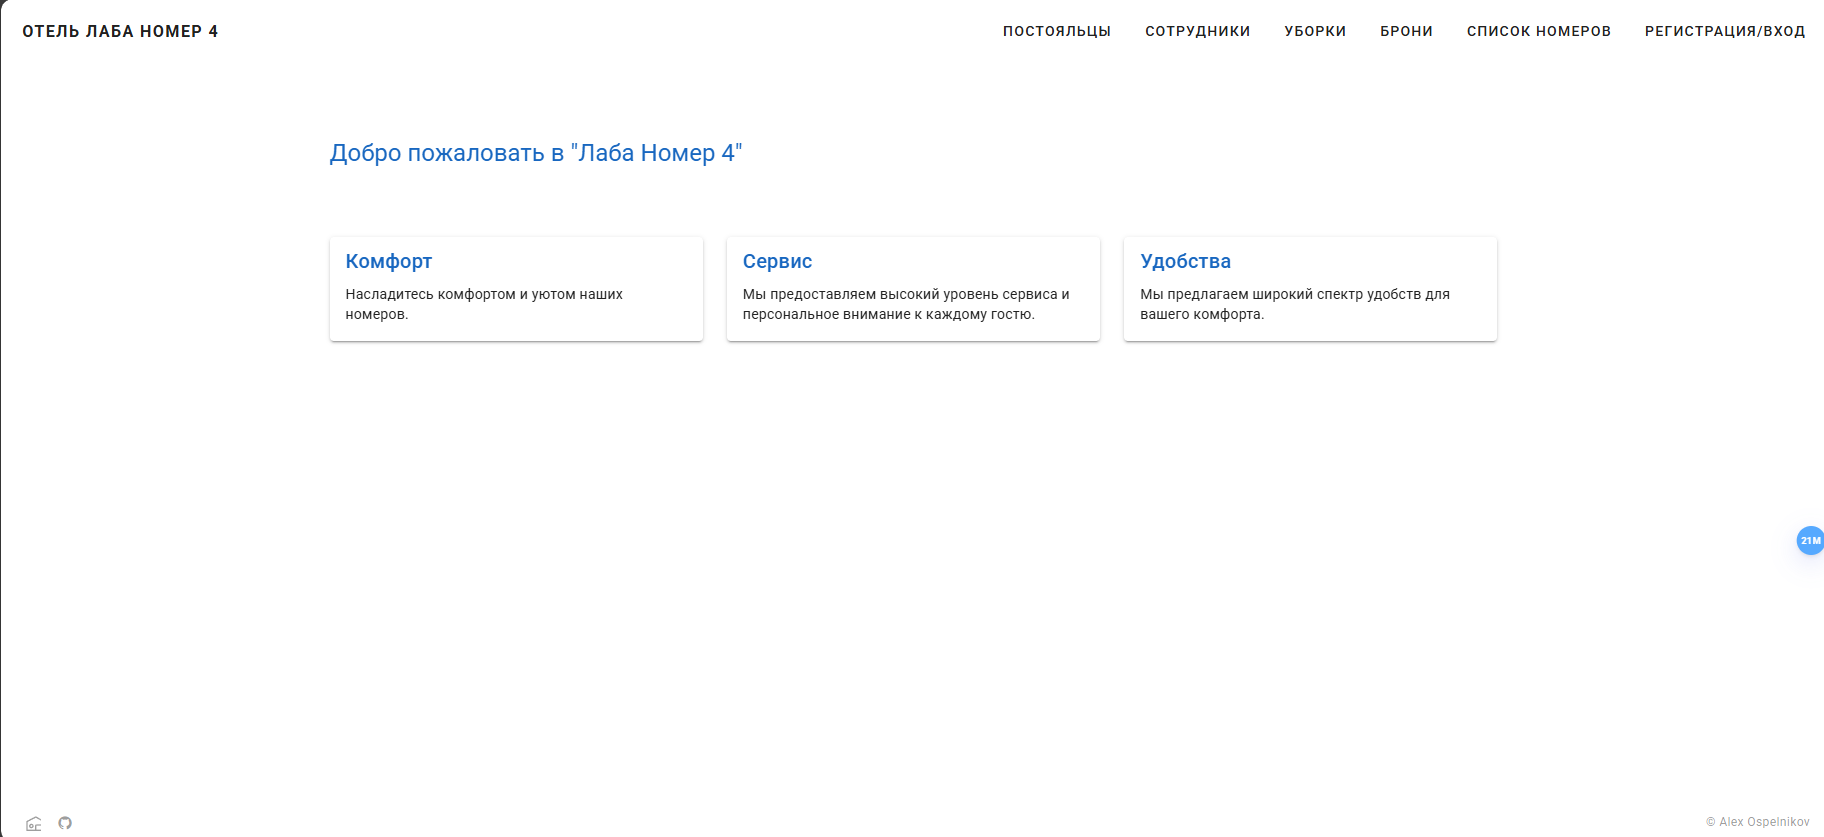 ОТЕЛЬ ЛАБА НОМЕР 4
ПОСТОЯЛЬЦЫ СОТРУДНИКИ УБОРКИ БРОНИ СПИСОК НОМЕРОВ РЕГИСТРАЦИЯ/ВХОД
Добро пожаловать в "Лаба Номер 4"
Комфорт
Насладитесь комфортом и уютом наших
номеров.
Сервис
Мы предоставляем высокий уровень сервиса и
персональное внимание к каждому гостю.
Удобства
Мы предлагаем широкий спектр удобств для
вашего комфорта.
21M
© Alex Ospelnikov